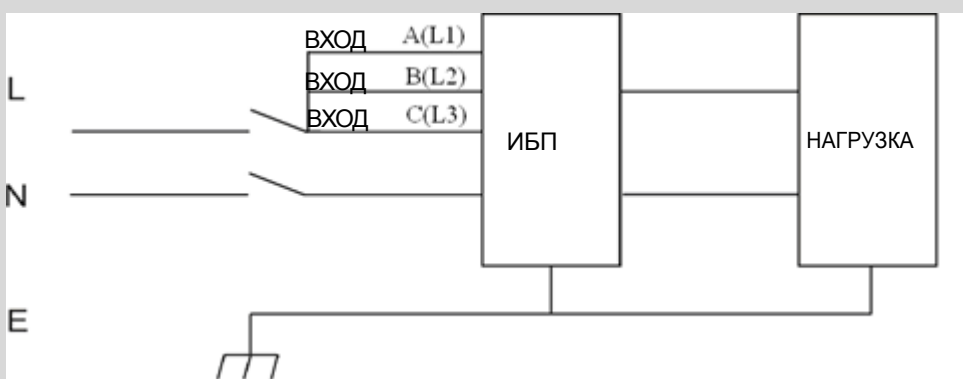 ВХОД A(L1)
L
ВХОД B(L2)
ВХОД C(L3)
ИБП
НАГРУЗКА
N
E